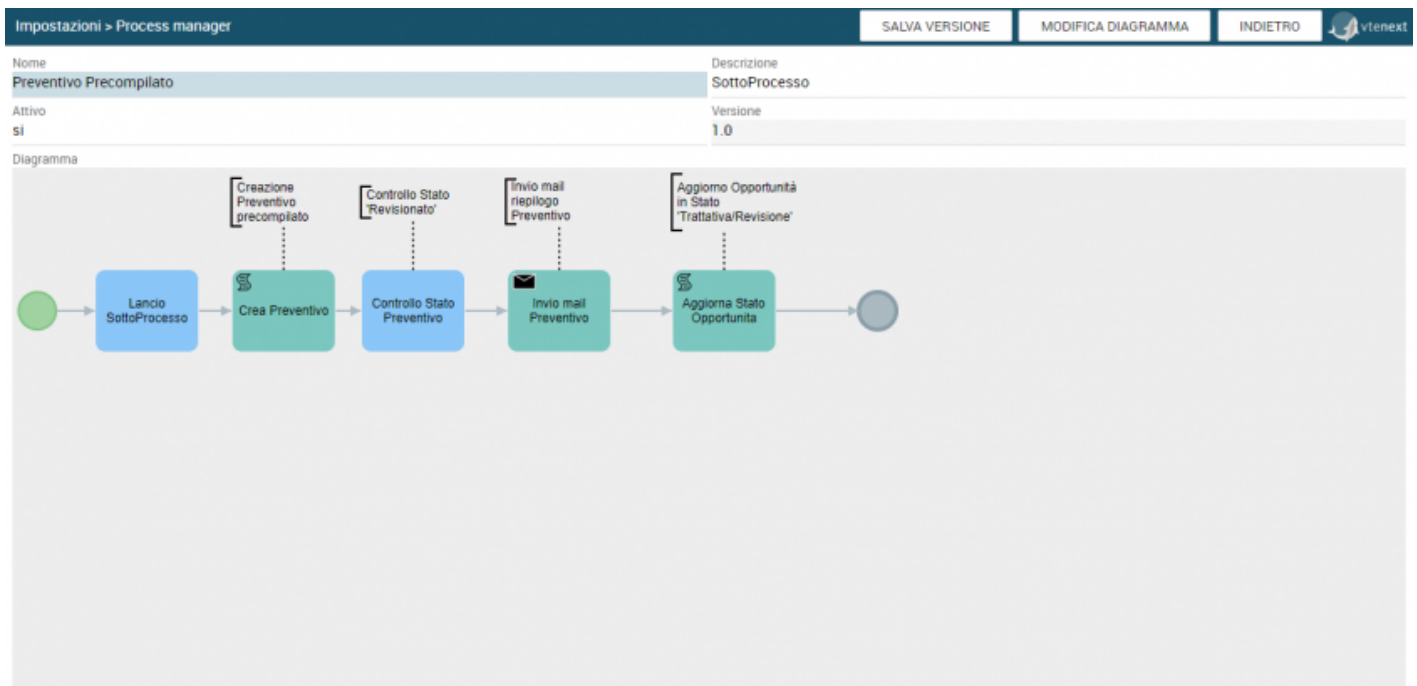 Impostazioni > Process manager
SALVA VERSIONE
MODIFICA DIAGRAMMA
INDIETRO
vtenext
Nome
Descrizione
Preventivo Precompilato
SottoProcesso
Attivo
Versione
si
1.0
Diagramma
Creazione
Preventivo
precompilato
Controllo Stato
'Revisionato'
Invio mail
riepilogo
Preventivo
Aggiorno Opportunità
in Stato
'Trattativa/Revisione'
Lancio
SottoProcesso
Crea Preventivo
Controllo Stato
Preventivo
Invio mail
Preventivo
Aggiorna Stato
Opportunita